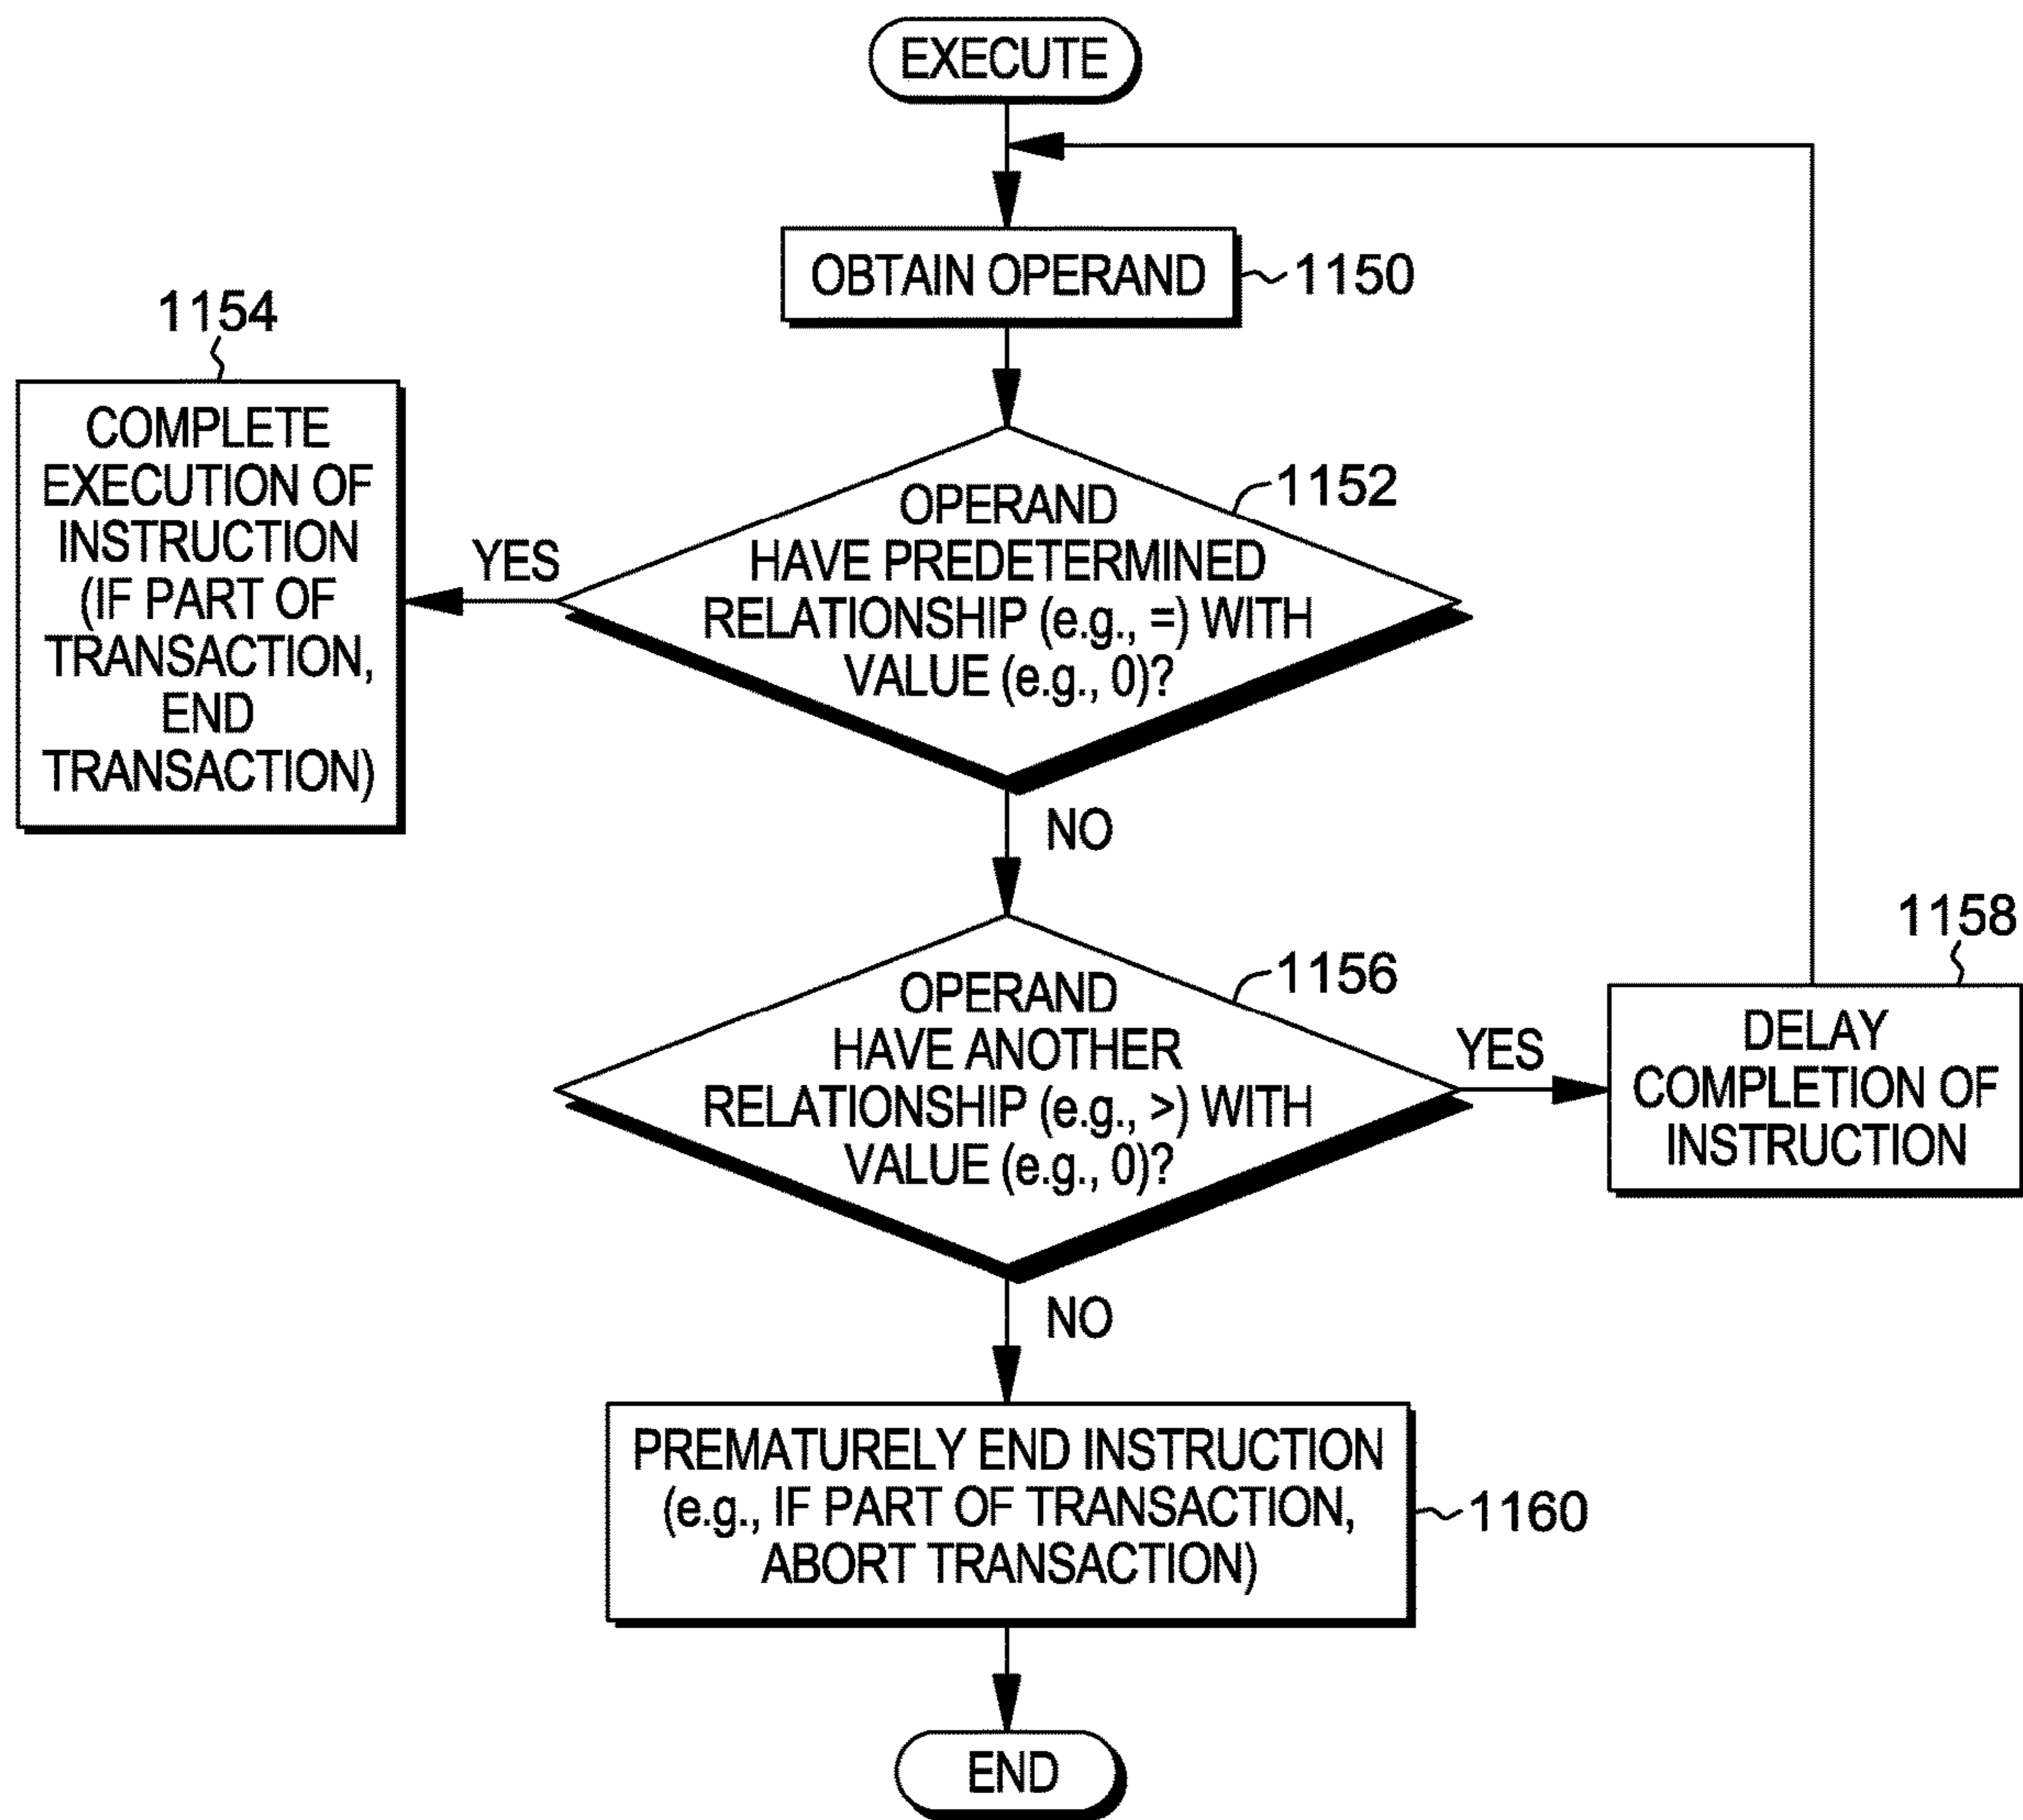 EXECUTE
OBTAIN OPERAND
1150
1154
COMPLETE
EXECUTION OF
INSTRUCTION
(IF PART OF
TRANSACTION,
END
TRANSACTION)
YES
OPERAND
HAVE PREDETERMINED
RELATIONSHIP (e.g., =) WITH
VALUE (e.g., 0)?
1152
NO
OPERAND
HAVE ANOTHER
RELATIONSHIP (e.g., >) WITH
VALUE (e.g., 0)?
1156
YES
1158
DELAY
COMPLETION OF
INSTRUCTION
NO
PREMATURELY END INSTRUCTION
(e.g., IF PART OF TRANSACTION,
ABORT TRANSACTION)
1160
END